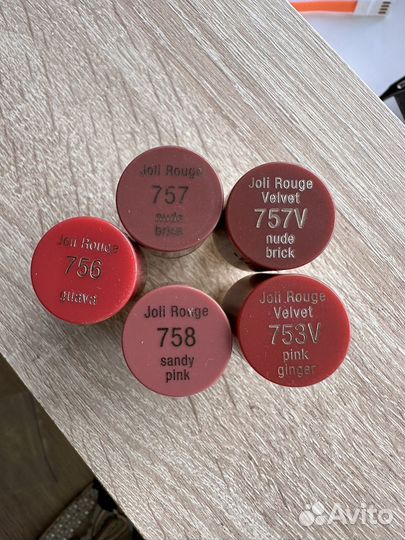 Joli Rouge
757
nude
brick
Joli Rouge
Velvet
757V
nude
brick
Joli Rouge
756
guava
Joli Rouge
758
sandy
pink
Joli Rouge
Velvet
753V
pink
ginger
Avito